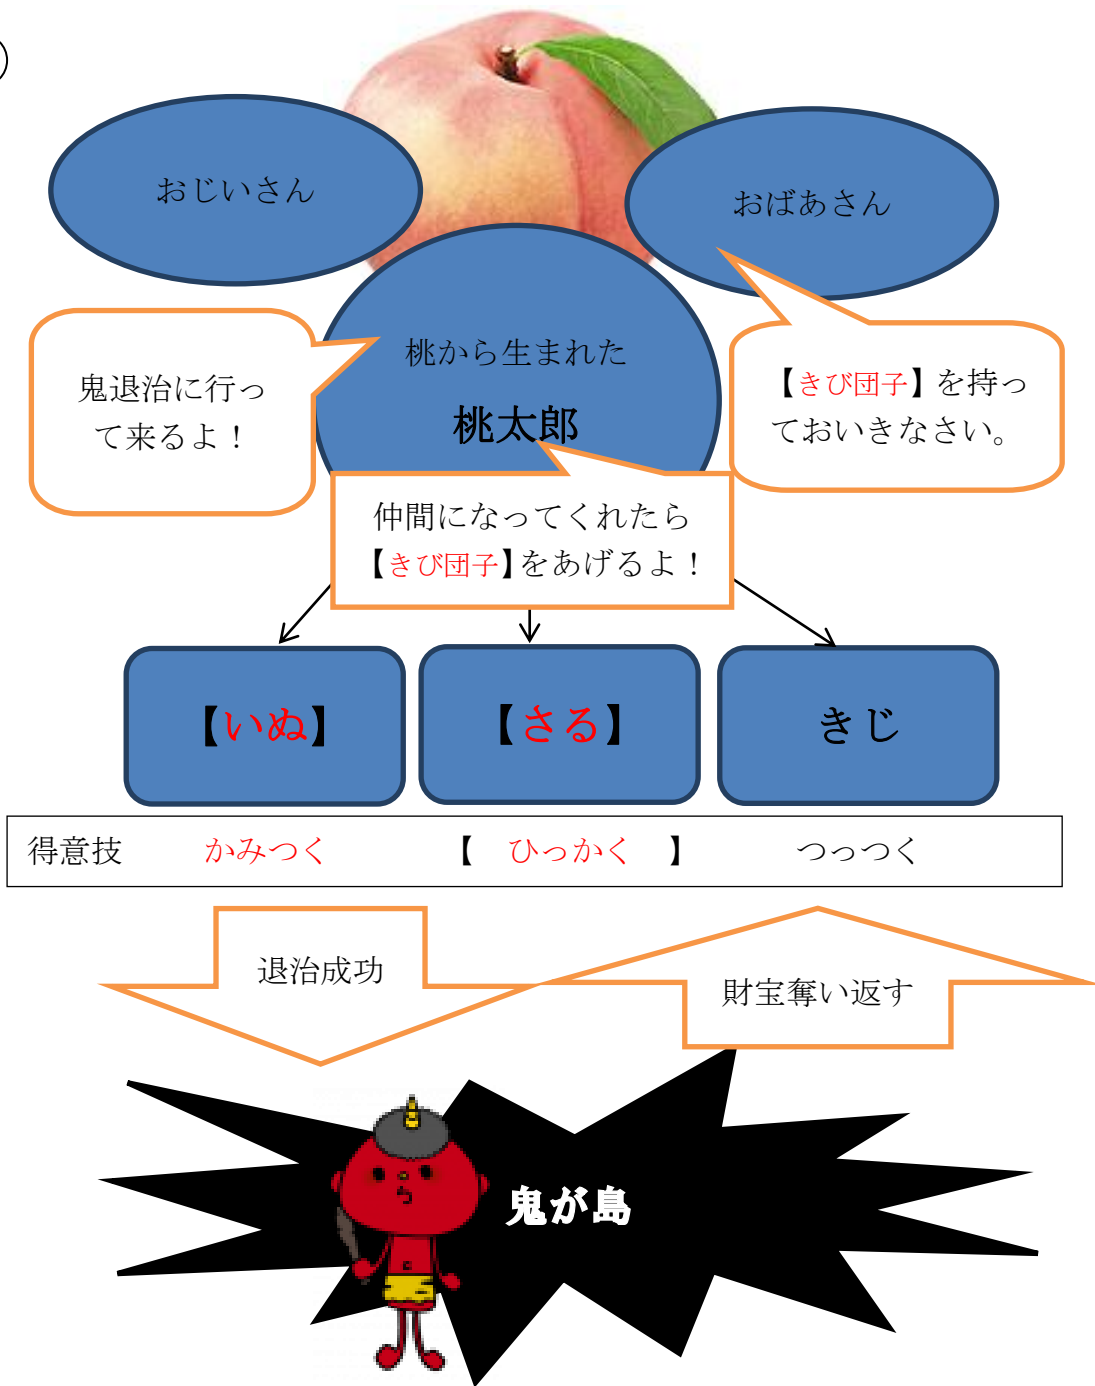 おじいさん
おばあさん
桃から生まれた
桃太郎
鬼退治に行っ
て来るよ！
【きび団子】を持っ
ておいきなさい。
仲間になってくれたら
【きび団子】をあげるよ！
【いぬ】
【さる】
きじ
得意技 かみつく 【 ひっかく 】 つっつく
退治成功
財宝奪い返す
鬼が島